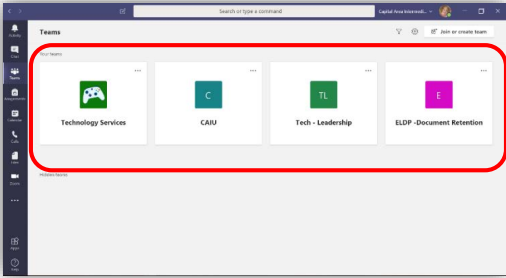 Search or type a command
Capital Area Intermedi...
Activity
Teams
Join or create team
Chat
Your teams
Teams
Assignments
Calendar
Calls
Files
Zoom
C
TL
E
Technology Services
CAIU
Tech - Leadership
ELDP -Document Retention
Hidden teams
Apps
Help